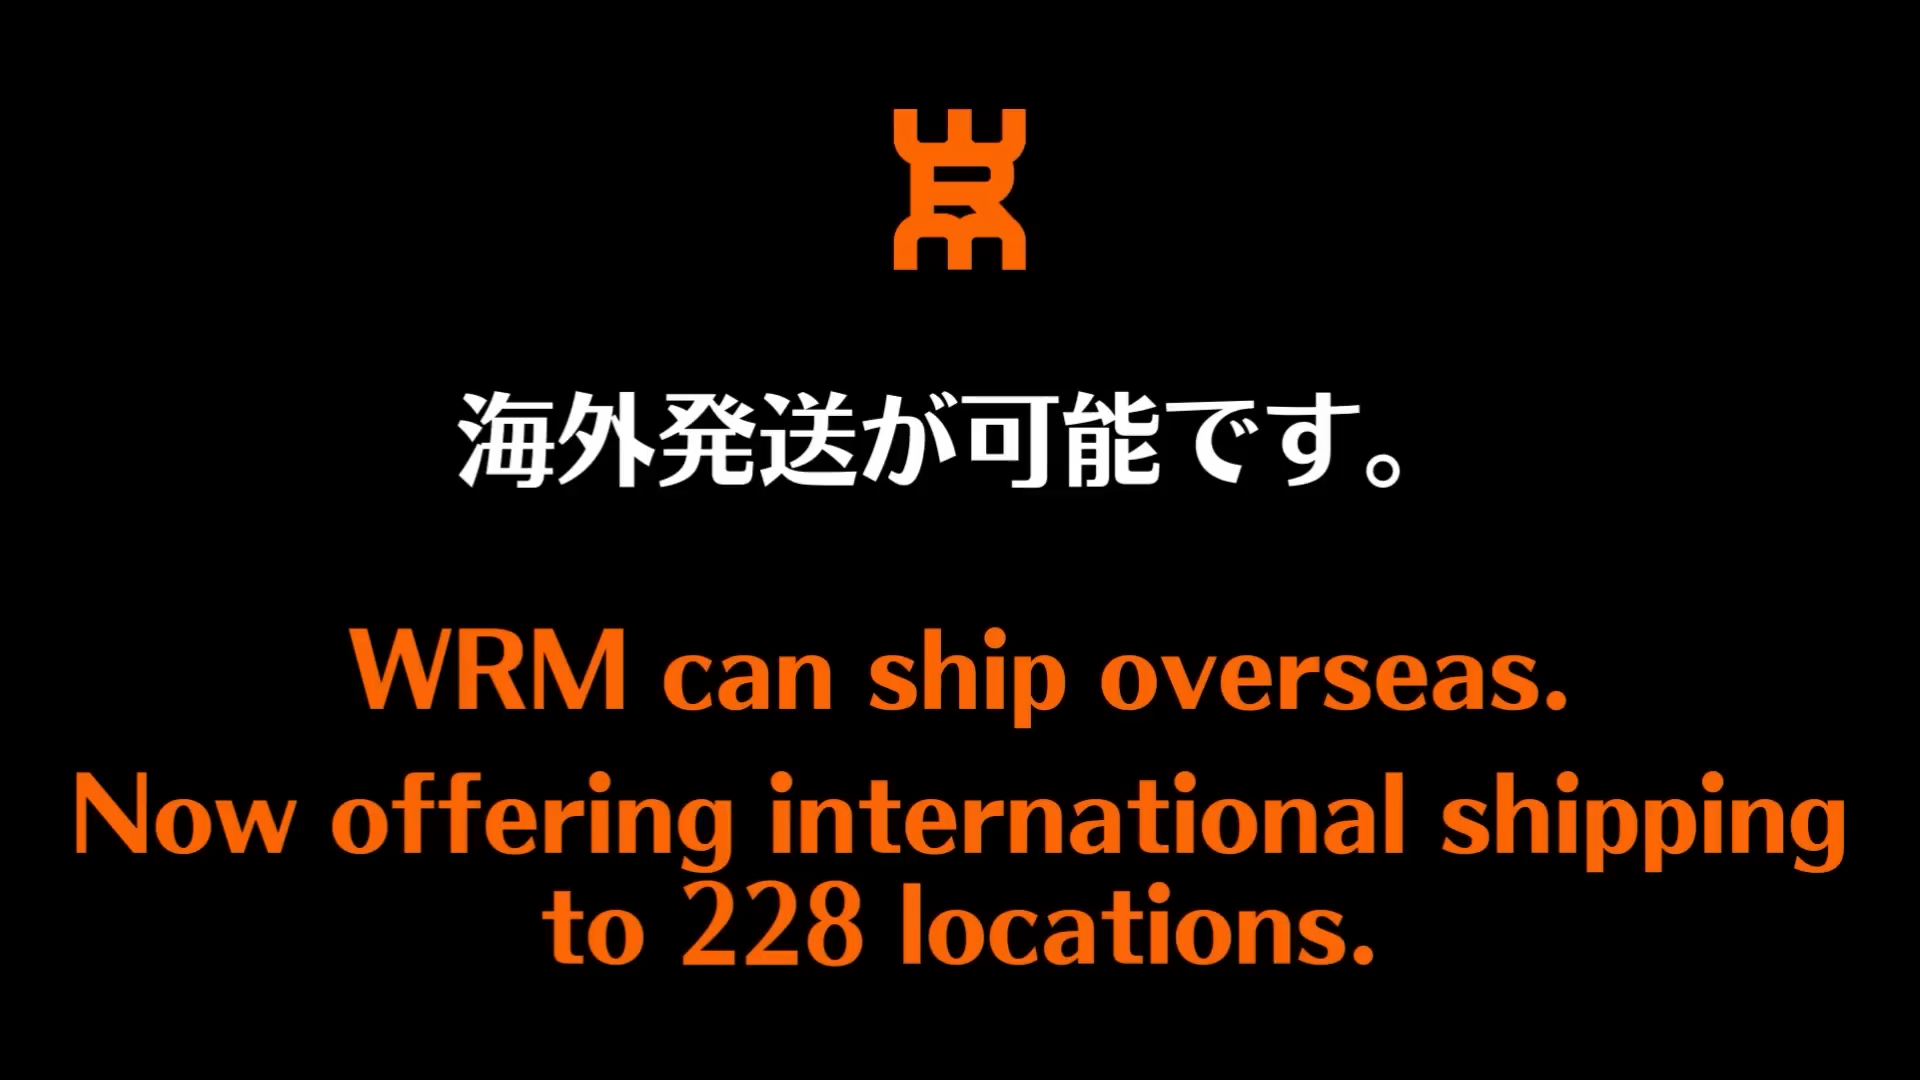 海外発送が可能です。
WRM can ship overseas.
Now offering international shipping
to 228 locations.